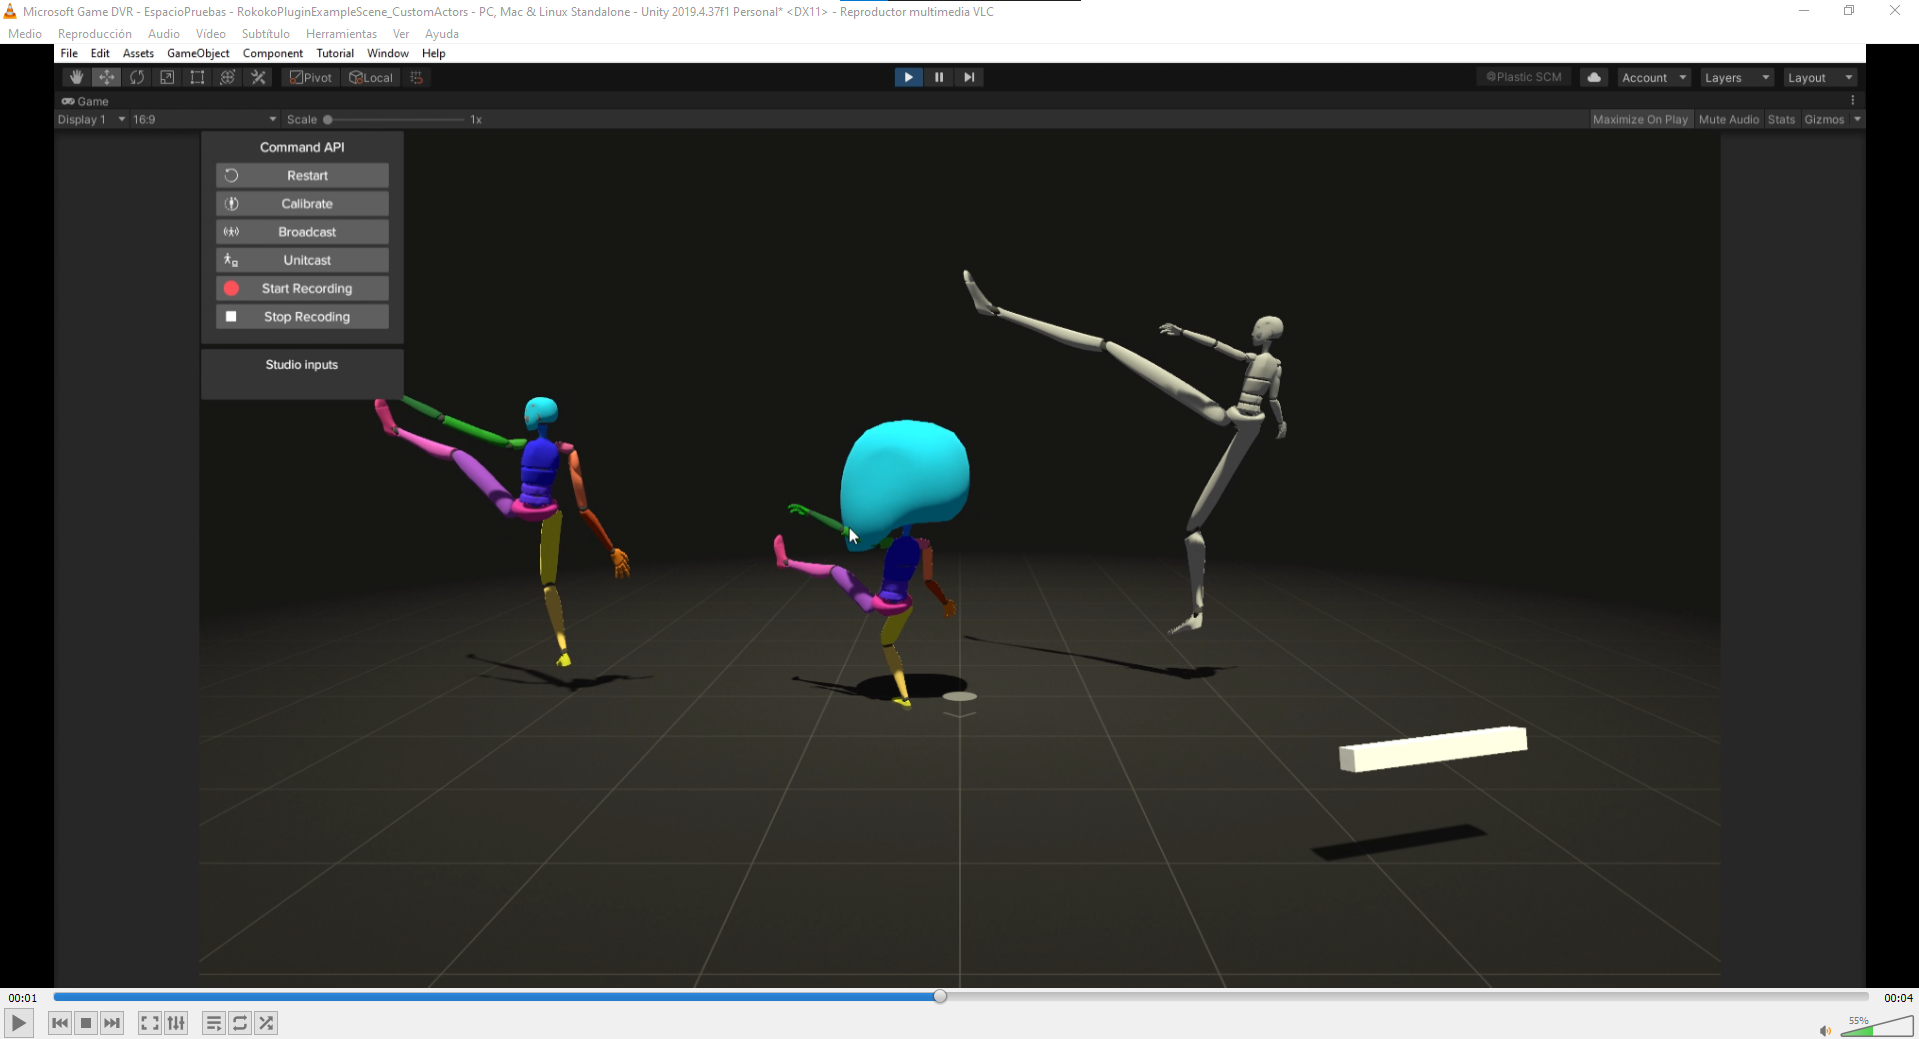 Microsoft Game DVR - EspacioPruebas - RokokoPluginExampleScene_CustomActors - PC, Mac & Linux Standalone - Unity 2019.4.37f1 Personal* <DX11> - Reproductor multimedia VLC
Medio Reproducción Audio Vídeo Subtítulo Herramientas Ver Ayuda
File Edit Assets GameObject Component Tutorial Window Help
Pivot Local Plastic SCM Account Layers Layout
Game
Display 1 16:9 Scale 1x Maximize On Play Mute Audio Stats Gizmos
Command API
Restart
Calibrate
Broadcast
Unitcast
Start Recording
Stop Recoding
Studio inputs
00:01 00:04
55%